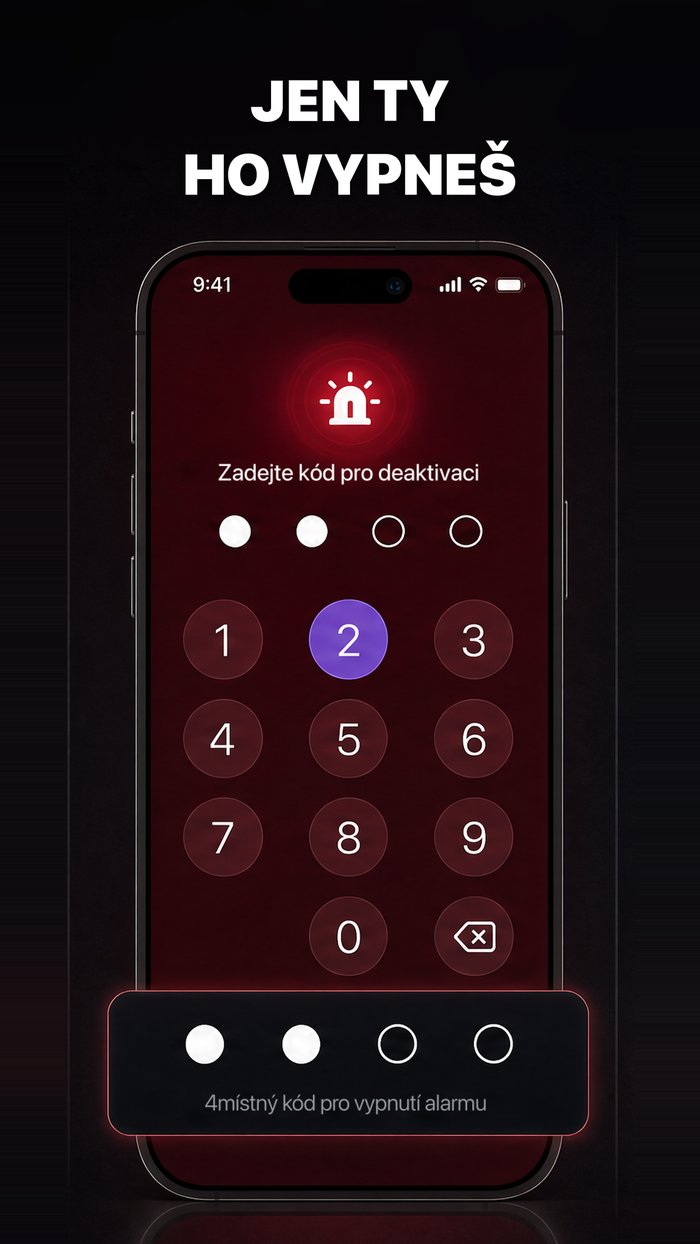 JEN TY
HO VYPNEŠ
9:41
Zadejte kód pro deaktivaci
1 2 3
4 5 6
7 8 9
0
4místný kód pro vypnutí alarmu